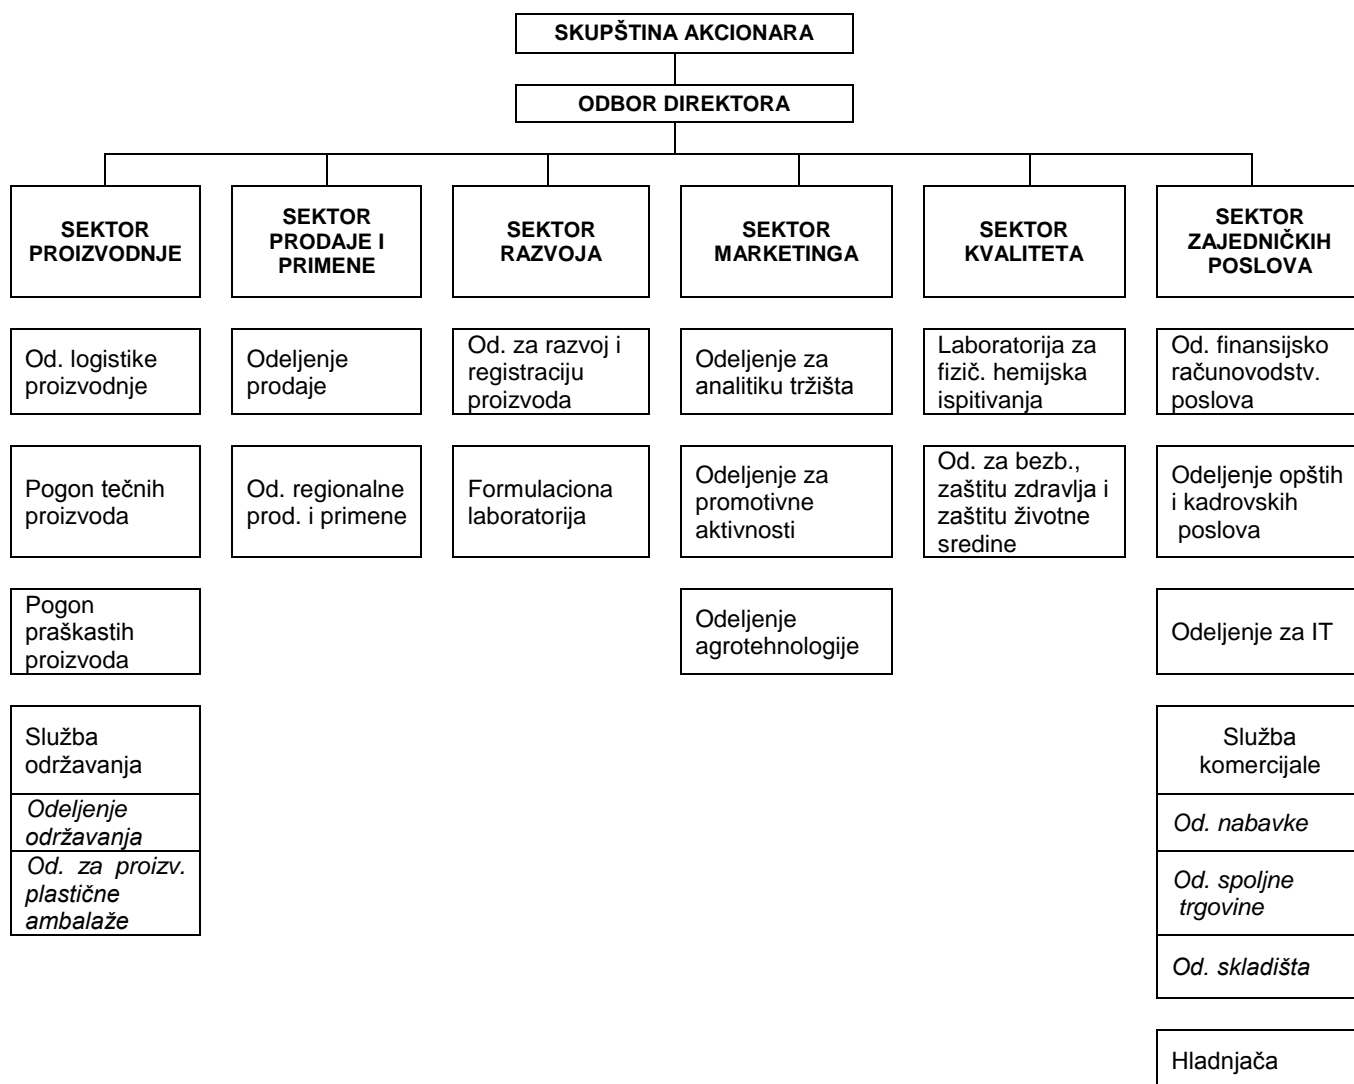 SKUPŠTINA AKCIONARA
ODBOR DIREKTORA
SEKTOR
PROIZVODNJE
SEKTOR
PRODAJE I
PRIMENE
SEKTOR
RAZVOJA
SEKTOR
MARKETINGA
SEKTOR
KVALITETA
SEKTOR
ZAJEDNIČKIH
POSLOVA
Od. logistike
proizvodnje
Odeljenje
prodaje
Od. za razvoj i
registraciju
proizvoda
Odeljenje za
analitiku tržišta
Laboratorija za
fizič. hemijska
ispitivanja
Od. finansijsko
računovodstv.
poslova
Pogon tečnih
proizvoda
Od. regionalne
prod. i primene
Formulaciona
laboratorija
Odeljenje za
promotivne
aktivnosti
Od. za bezb.,
zaštitu zdravlja i
zaštitu životne
sredine
Odeljenje opštih
i kadrovskih
poslova
Pogon
praškastih
proizvoda
Odeljenje
agrotehnologije
Odeljenje za IT
Služba
održavanja
Odeljenje
održavanja
Od. za proizv.
plastične
ambalaže
Služba
komercijale
Od. nabavke
Od. spoljne
trgovine
Od. skladišta
Hladnjača